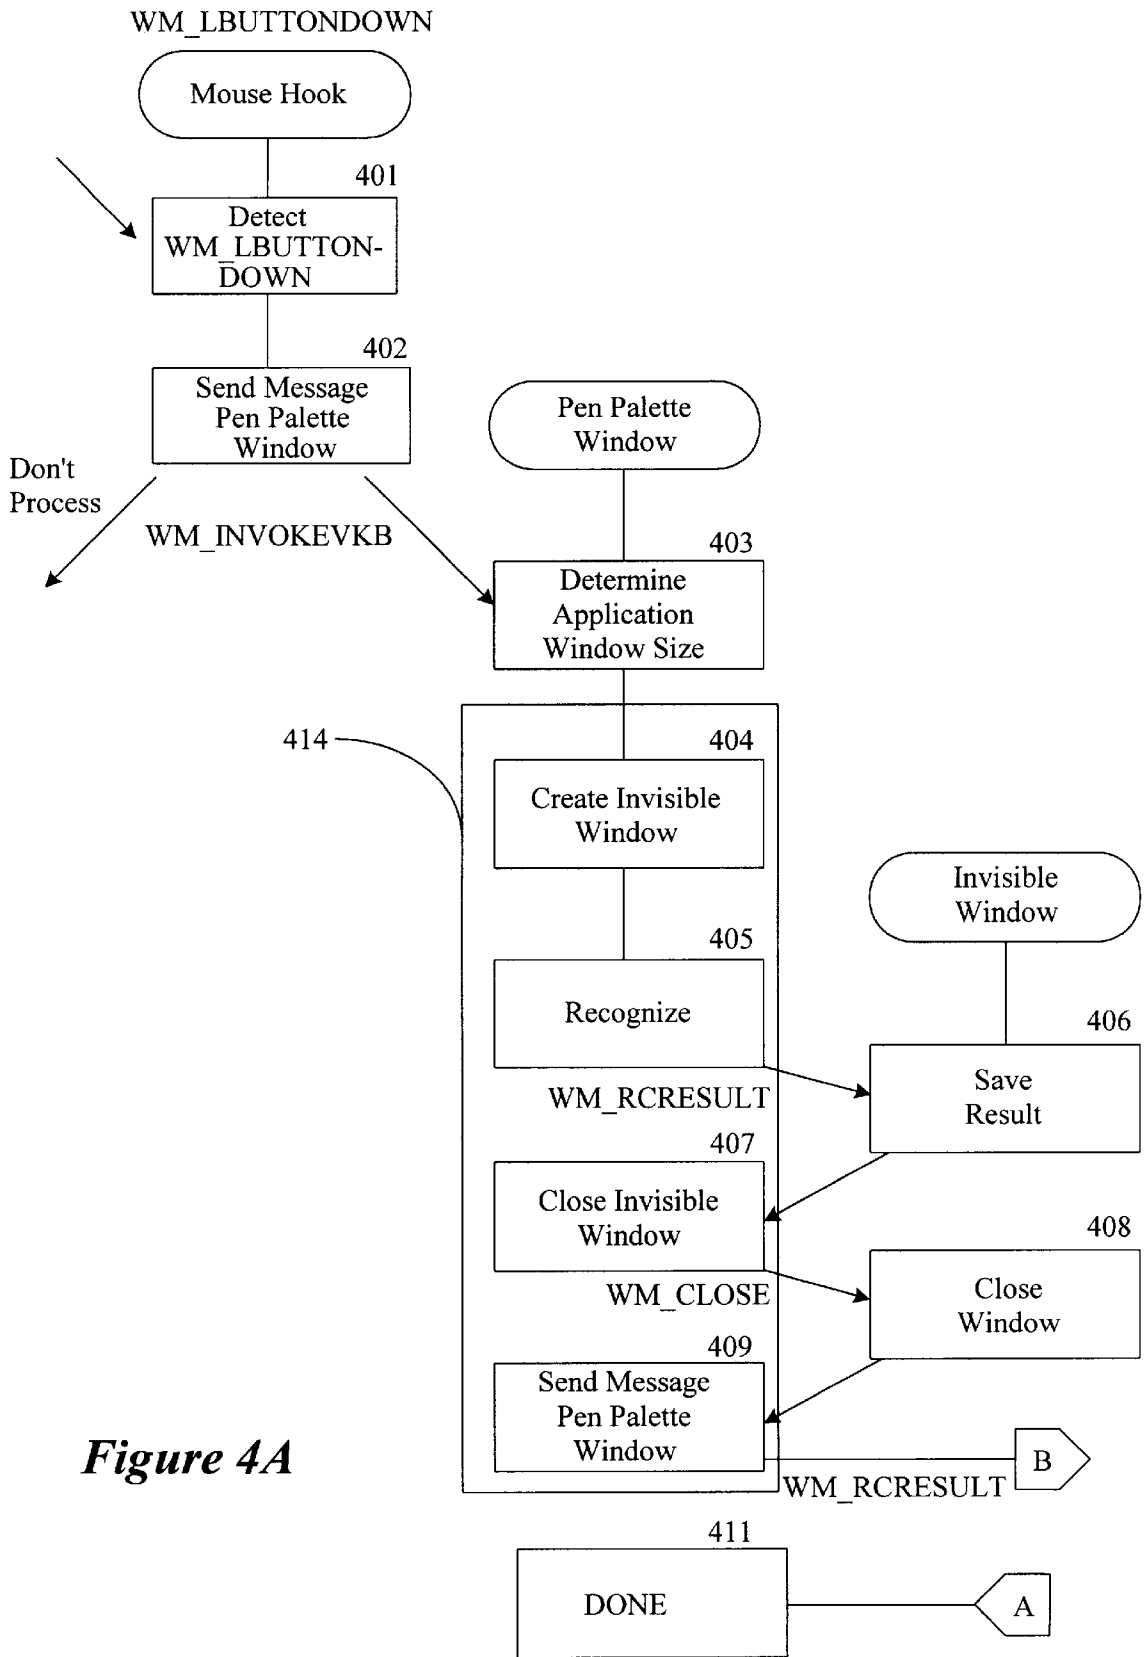 WM_LBUTTONDOWN
Mouse Hook
401
Detect
WM_LBUTTON-
DOWN
402
Send Message
Pen Palette
Window
Don't
Process
WM_INVOKEVKB
Pen Palette
Window
403
Determine
Application
Window Size
414
404
Create Invisible
Window
Invisible
Window
405
Recognize
WM_RCRESULT
406
Save
Result
407
Close Invisible
Window
WM_CLOSE
408
Close
Window
409
Send Message
Pen Palette
Window
WM_RCRESULT
B
Figure 4A
411
DONE
A